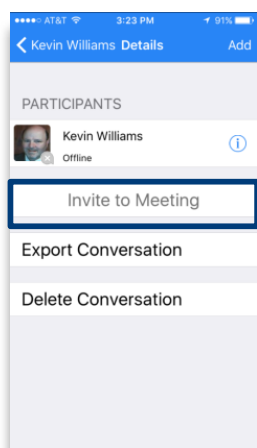 AT&T 3:23 PM 91%
Kevin Williams Details Add
PARTICIPANTS
Kevin Williams
Offline
Invite to Meeting
Export Conversation
Delete Conversation